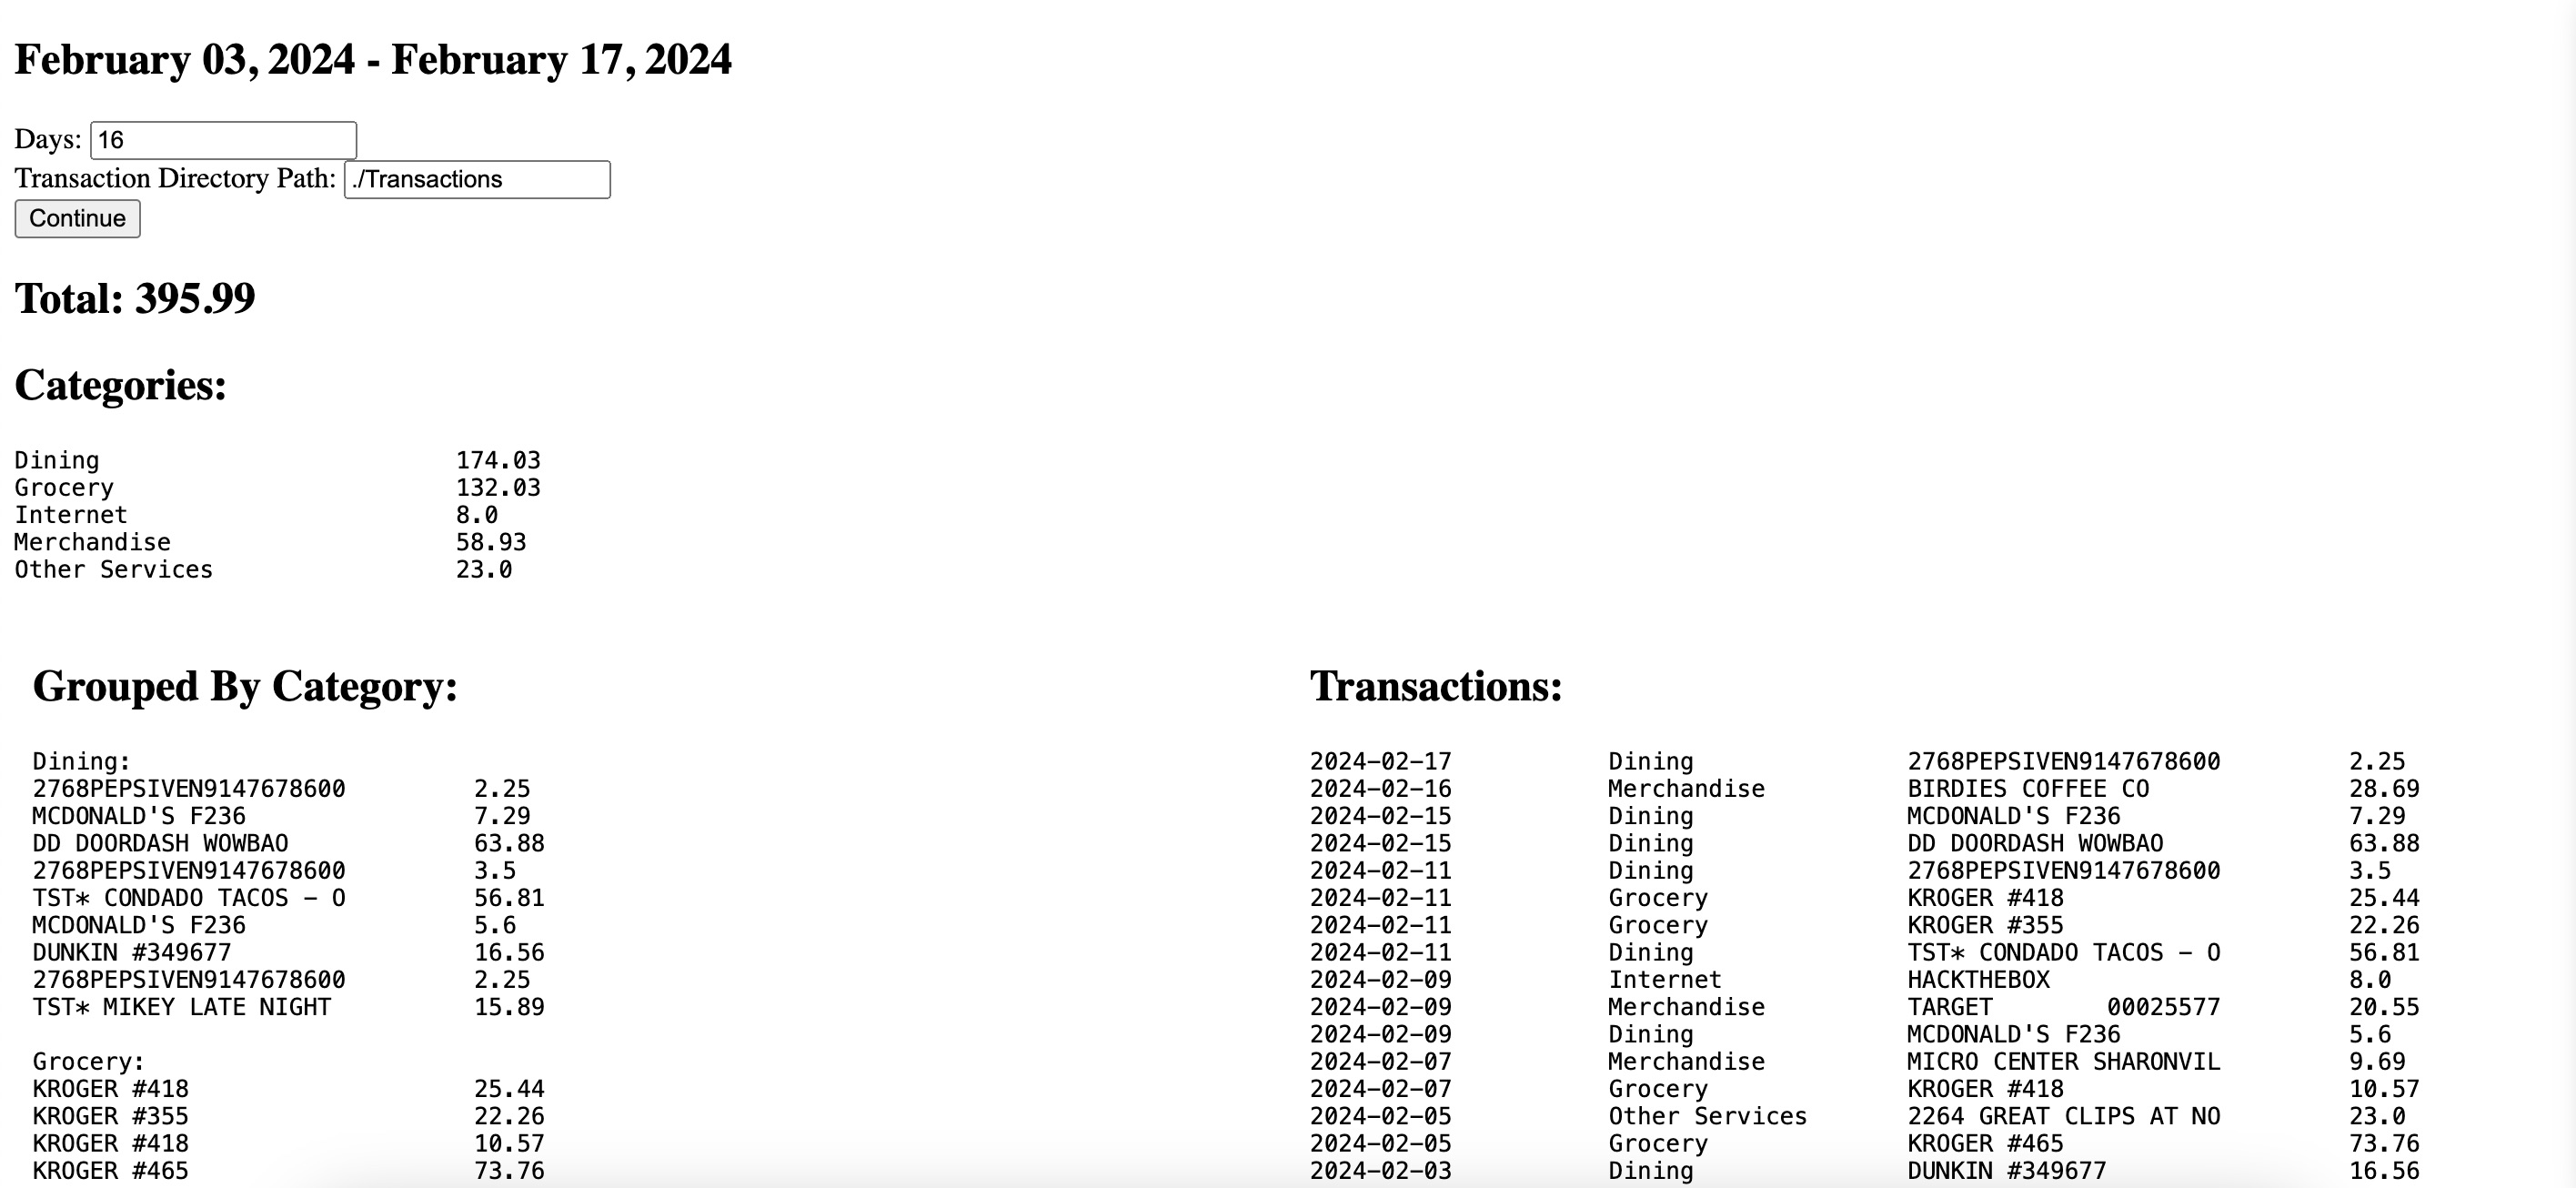 February 03, 2024 - February 17, 2024
Days: 16
Transaction Directory Path: ./Transactions
Continue
Total: 395.99
Categories:
Dining 174.03
Grocery 132.03
Internet 8.0
Merchandise 58.93
Other Services 23.0
Grouped By Category:
Dining:
2768PEPSIVEN9147678600 2.25
MCDONALD'S F236 7.29
DD DOORDASH WOWBAO 63.88
2768PEPSIVEN9147678600 3.5
TST* CONDADO TACOS - O 56.81
MCDONALD'S F236 5.6
DUNKIN #349677 16.56
2768PEPSIVEN9147678600 2.25
TST* MIKEY LATE NIGHT 15.89
Grocery:
KROGER #418 25.44
KROGER #355 22.26
KROGER #418 10.57
KROGER #465 73.76
Transactions:
2024-02-17 Dining 2768PEPSIVEN9147678600 2.25
2024-02-16 Merchandise BIRDIES COFFEE CO 28.69
2024-02-15 Dining MCDONALD'S F236 7.29
2024-02-15 Dining DD DOORDASH WOWBAO 63.88
2024-02-11 Dining 2768PEPSIVEN9147678600 3.5
2024-02-11 Grocery KROGER #418 25.44
2024-02-11 Grocery KROGER #355 22.26
2024-02-11 Dining TST* CONDADO TACOS - O 56.81
2024-02-09 Internet HACKTHEBOX 8.0
2024-02-09 Merchandise TARGET 00025577 20.55
2024-02-09 Dining MCDONALD'S F236 5.6
2024-02-07 Merchandise MICRO CENTER SHARONVIL 9.69
2024-02-07 Grocery KROGER #418 10.57
2024-02-05 Other Services 2264 GREAT CLIPS AT NO 23.0
2024-02-05 Grocery KROGER #465 73.76
2024-02-03 Dining DUNKIN #349677 16.56